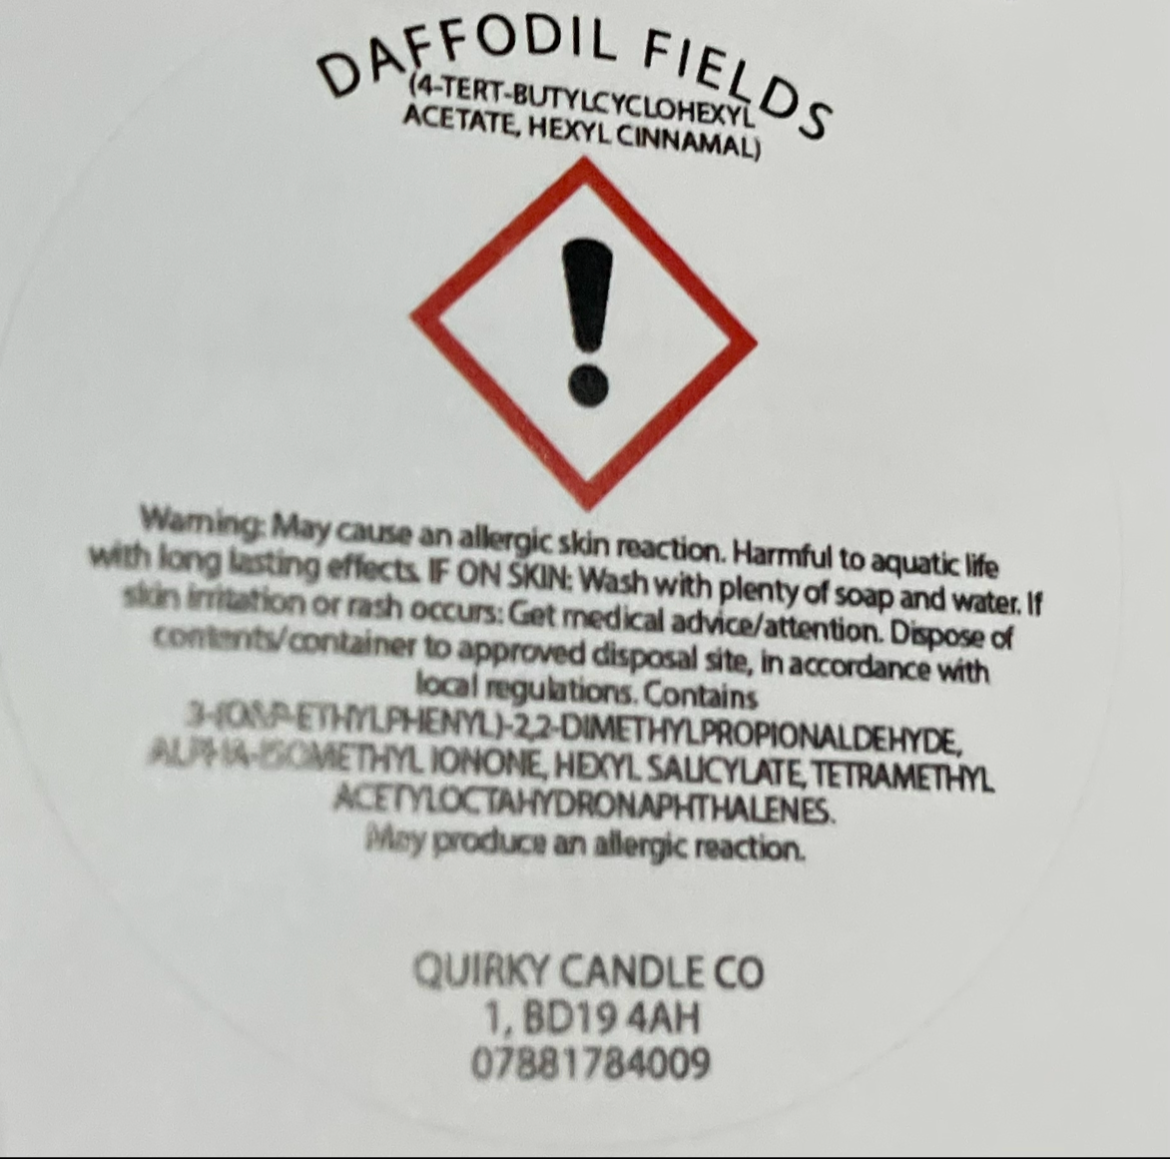 DAFFODIL FIELDS
(4-TERT-BUTYLCYCLOHEXYL
ACETATE, HEXYL CINNAMAL)
Warning: May cause an allergic skin reaction. Harmful to aquatic life
with long lasting effects. IF ON SKIN: Wash with plenty of soap and water. If
skin irritation or rash occurs: Get medical advice/attention. Dispose of
contents/container to approved disposal site, in accordance with
local regulations. Contains
3-(O&P-ETHYLPHENYL)-2,2-DIMETHYLPROPIONALDEHYDE,
ALPHA-ISOMETHYL IONONE, HEXYL SALICYLATE, TETRAMETHYL
ACETYLOCTAHYDRONAPHTHALENES.
May produce an allergic reaction.
QUIRKY CANDLE CO
1, BD19 4AH
07881784009